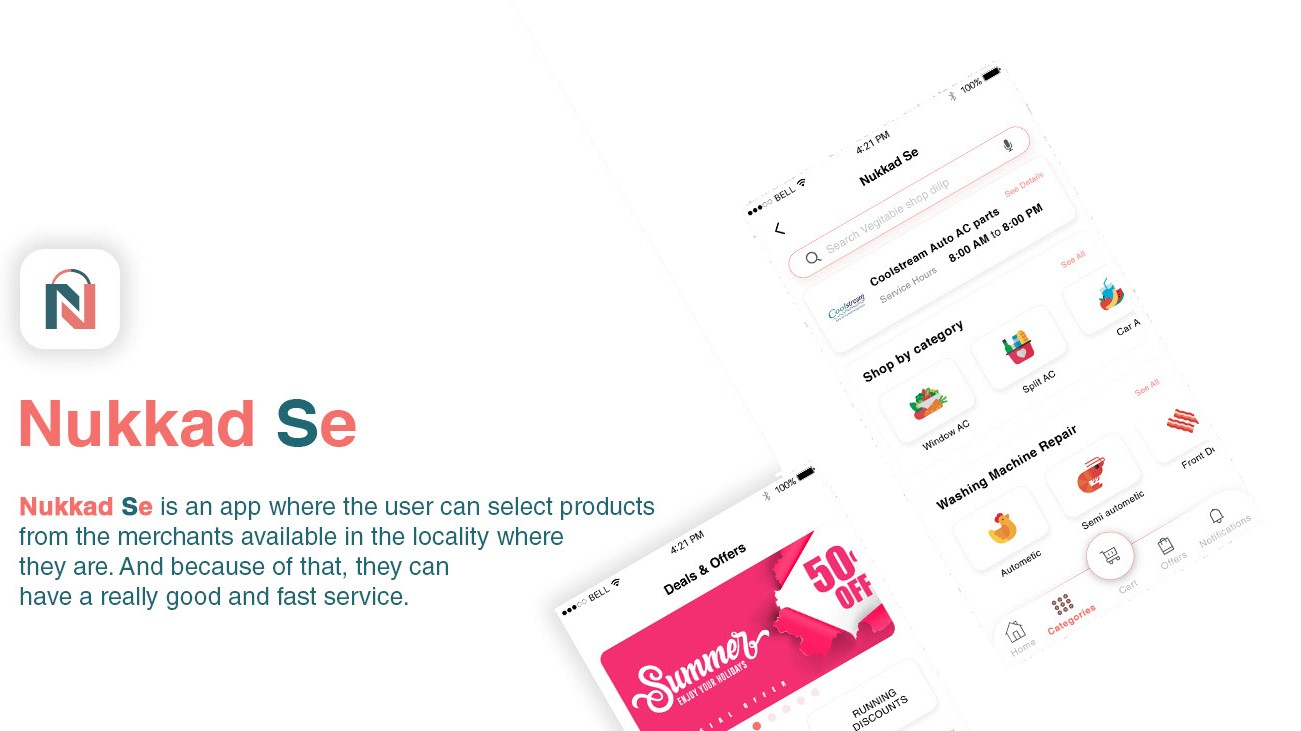 N
Nukkad Se
Nukkad Se is an app where the user can select products
from the merchants available in the locality where
they are. And because of that, they can
have a really good and fast service.
BELL 4:21 PM 100%
Nukkad Se
Search Vegitable shop dilip
Coolstream Auto AC parts See Details
Coolstream
Service Hours 8:00 AM to 8:00 PM
Shop by category See All
Window AC Split AC Car A
Washing Machine Repair See All
Autometic Semi autometic Front
Home Categories Cart Offers Notifications
BELL 4:21 PM 100%
Deals & Offers
50
OFF
Summer
ENJOY YOUR HOLIDAYS
OFFER
RUNNING
DISCOUNTS